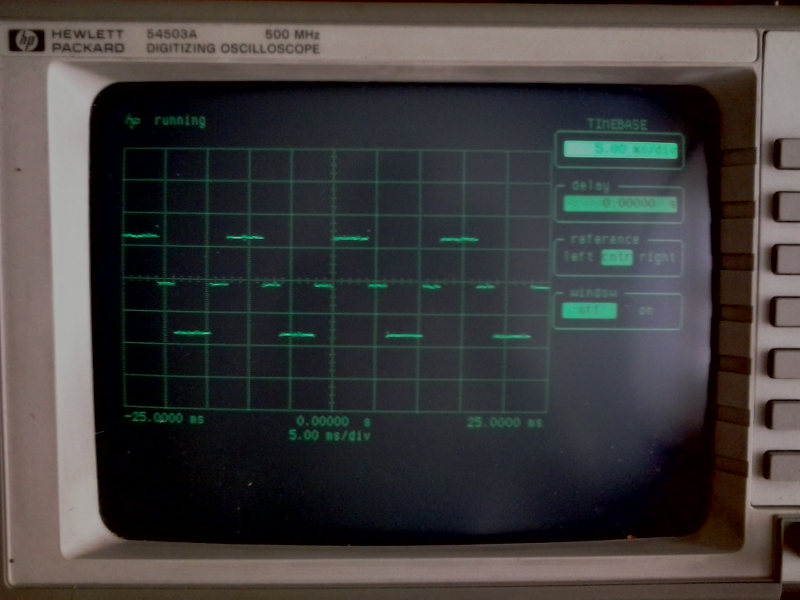 hp HEWLETT PACKARD
54503A 500 MHz
DIGITIZING OSCILLOSCOPE
hp running
TIMEBASE
5.00 ms/div
delay
0.00000 s
reference
left cntr right
window
off on
-25.0000 ms 0.00000 s 25.0000 ms
5.00 ms/div